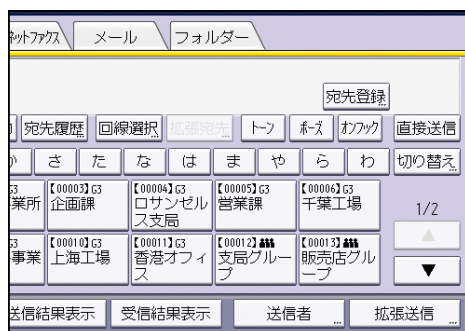 ネットファクス メール フォルダー
宛先登録
宛先履歴 回線選択 拡張宛先 トーン ポーズ オンフック 直接送信
か さ た な は ま や ら わ 切り替え
G3 【00003】G3 【00004】G3 【00005】G3 【00006】G3
業所 企画課 ロサンゼル 営業課 千葉工場 1/2
ス支局
G3 【00010】G3 【00011】G3 【00012】 【00013】
事業 上海工場 香港オフィ 支局グルー 販売店グル
ス プ ープ
送信結果表示 受信結果表示 送信者 拡張送信